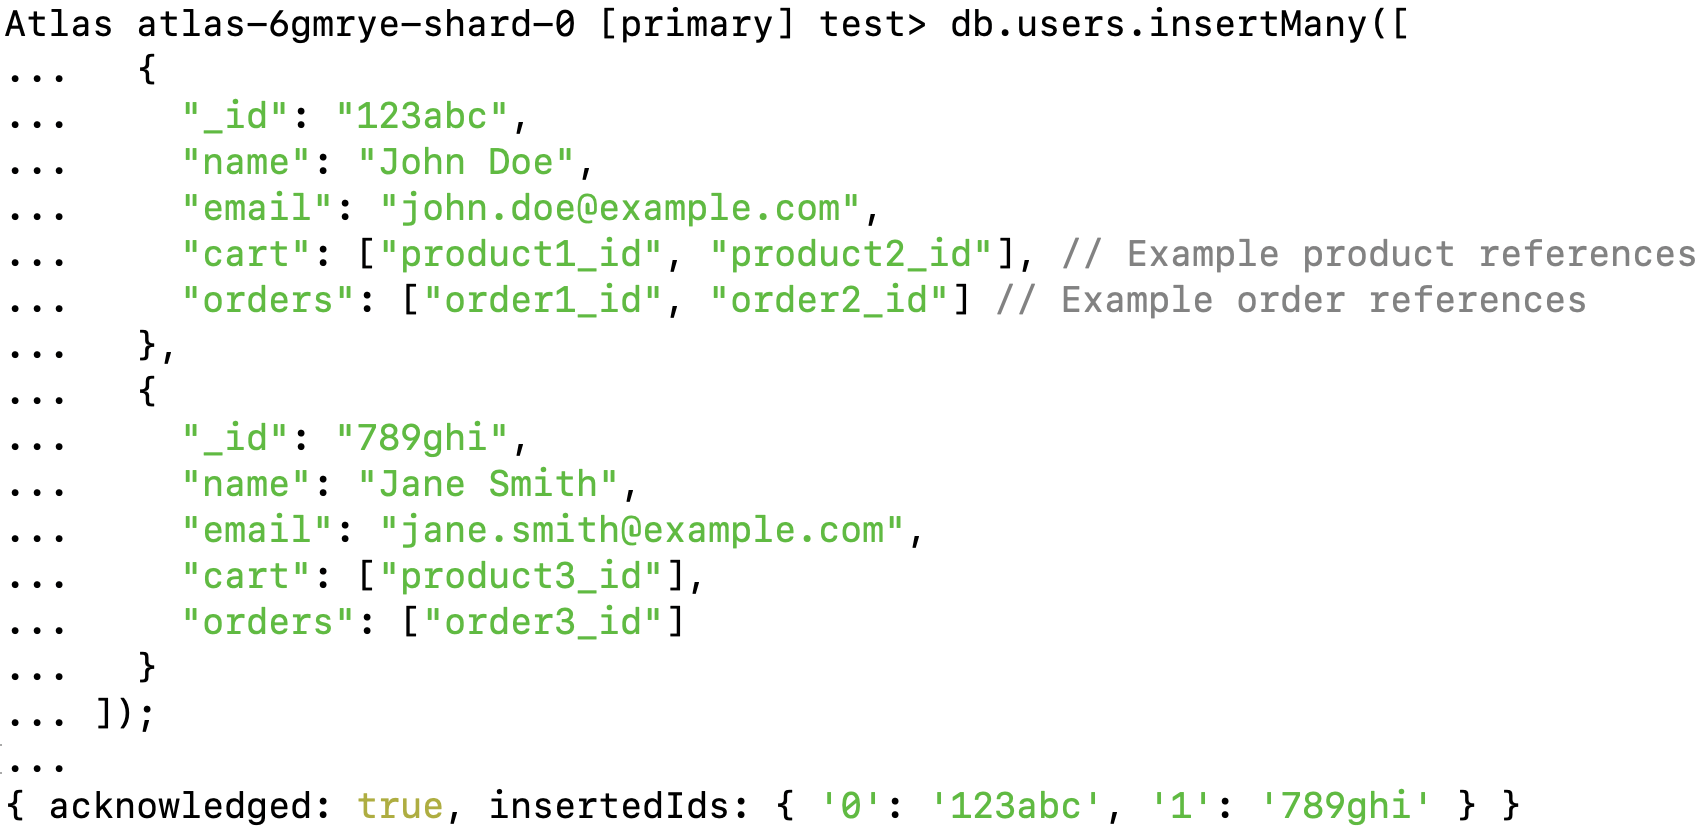 Atlas atlas-6gmrye-shard-0 [primary] test> db.users.insertMany([
...   {
...     "_id": "123abc",
...     "name": "John Doe",
...     "email": "john.doe@example.com",
...     "cart": ["product1_id", "product2_id"], // Example product references
...     "orders": ["order1_id", "order2_id"] // Example order references
...   },
...   {
...     "_id": "789ghi",
...     "name": "Jane Smith",
...     "email": "jane.smith@example.com",
...     "cart": ["product3_id"],
...     "orders": ["order3_id"]
...   }
... ]);
...
{ acknowledged: true, insertedIds: { '0': '123abc', '1': '789ghi' } }